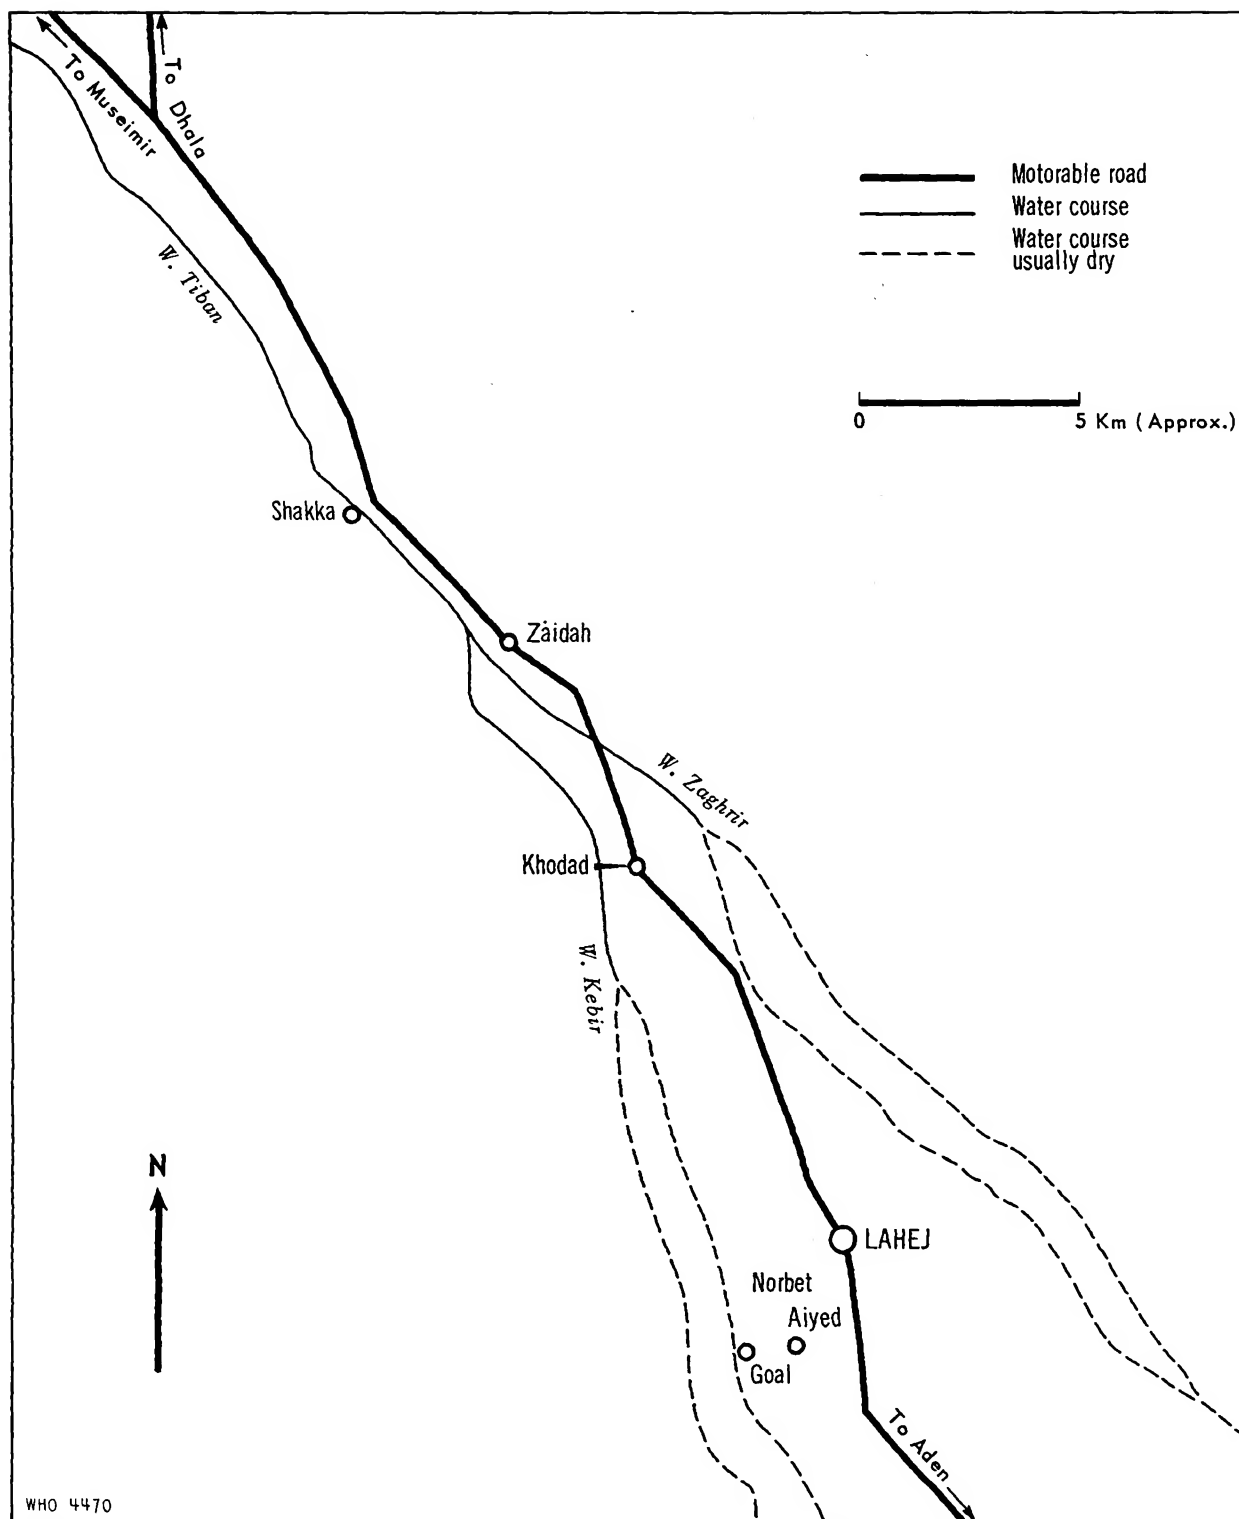 To Museimir
To Dhala
Motorable road
Water course
Water course
usually dry
0 5 Km (Approx.)
W. Tiban
Shakka
Zaidah
W. Zaghrir
Khodad
W. Kebir
N
LAHEJ
Norbet
Aiyed
Goal
To Aden
WHO 4470